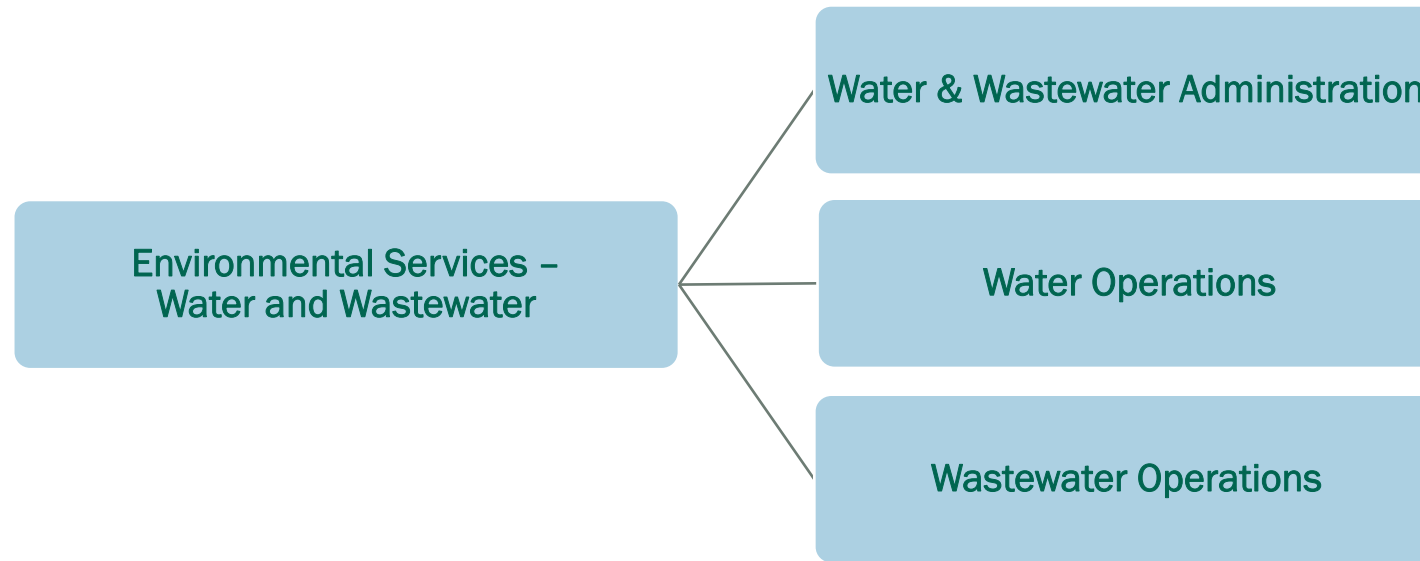 Water & Wastewater Administration
Environmental Services –
Water and Wastewater
Water Operations
Wastewater Operations